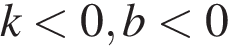 k < 0, b < 0